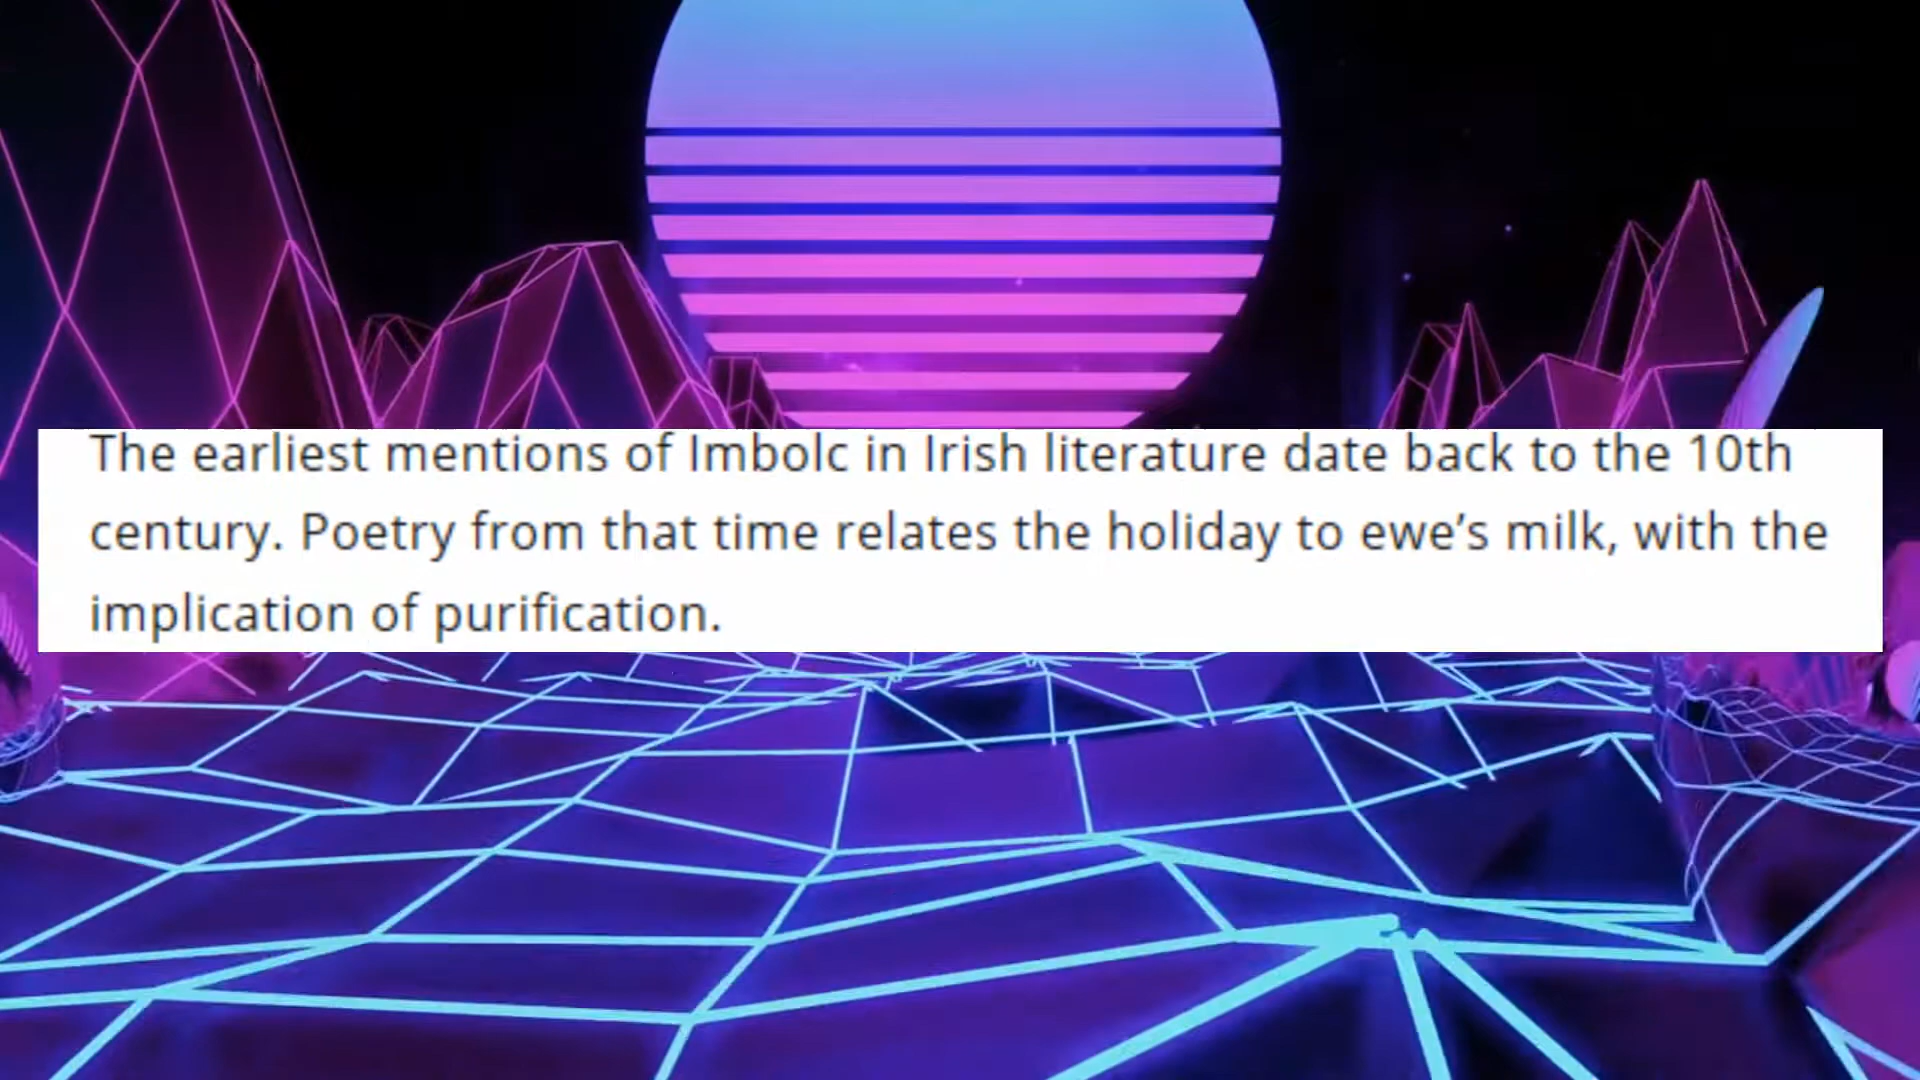 The earliest mentions of Imbolc in Irish literature date back to the 10th
century. Poetry from that time relates the holiday to ewe’s milk, with the
implication of purification.